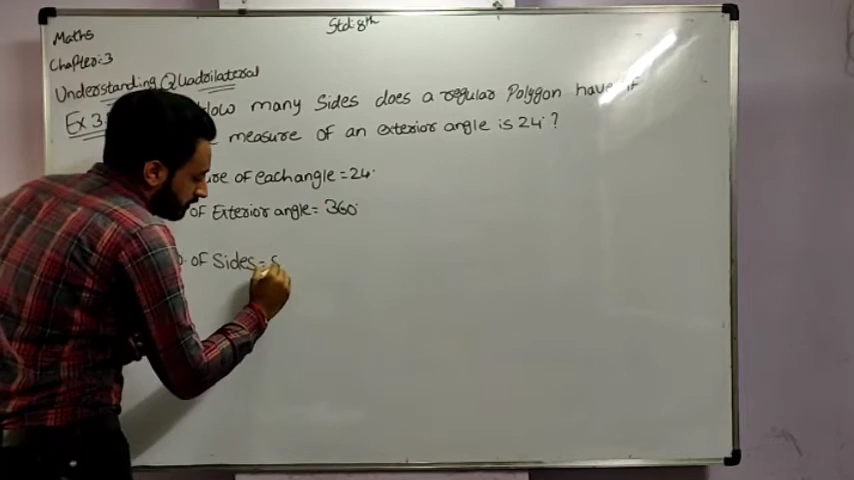 Std:8th
Maths
Chapter:3
Understanding Quadrilateral
Ex 3. How many Sides does a regular Polygon have if
measure of an exterior angle is 24°?
ure of each angle = 24°
of Exterior angle = 360°
o. of Sides = S